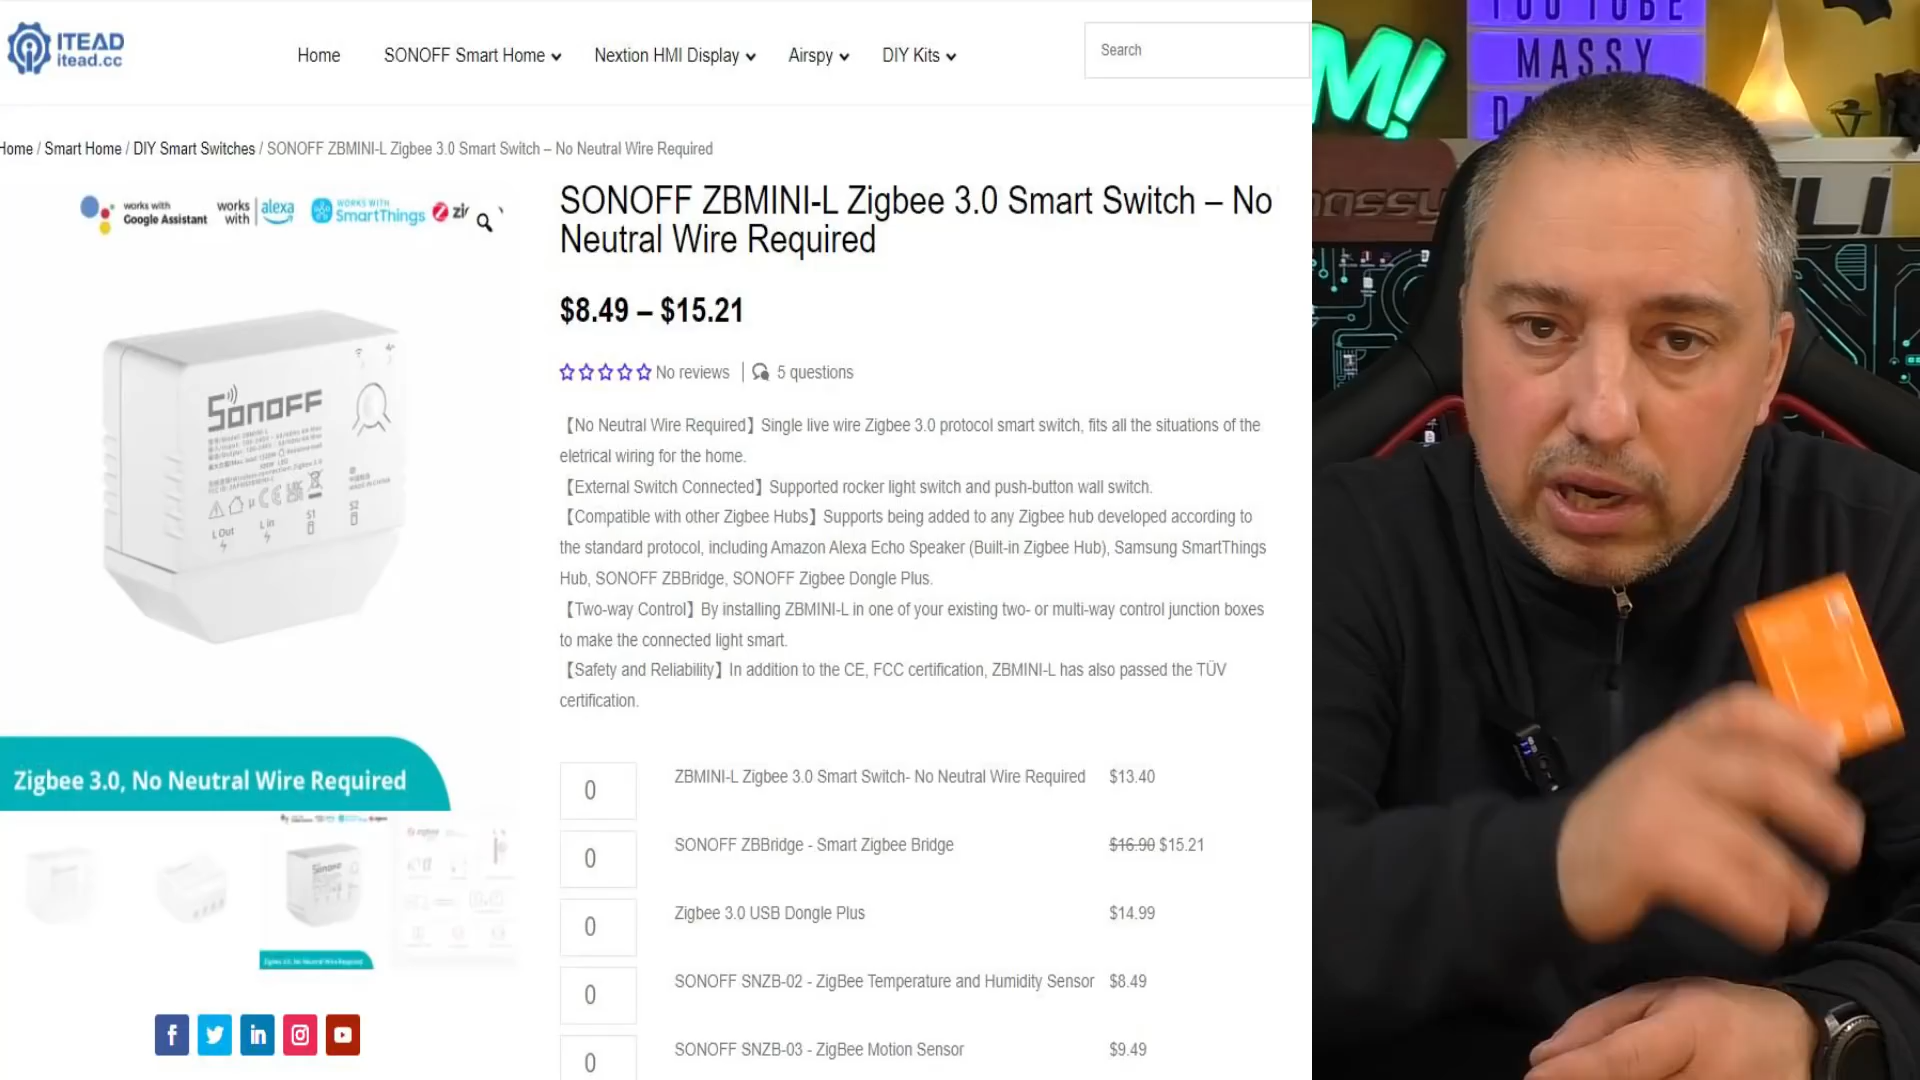 ITEAD
itead.cc
Home
SONOFF Smart Home
Nextion HMI Display
Airspy
DIY Kits
Search
Home / Smart Home / DIY Smart Switches / SONOFF ZBMINI-L Zigbee 3.0 Smart Switch – No Neutral Wire Required
works with
Google Assistant
works
with
alexa
WORKS WITH
SmartThings
SONOFF ZBMINI-L Zigbee 3.0 Smart Switch – No
Neutral Wire Required
$8.49 – $15.21
No reviews | 5 questions
【No Neutral Wire Required】Single live wire Zigbee 3.0 protocol smart switch, fits all the situations of the
eletrical wiring for the home.
【External Switch Connected】Supported rocker light switch and push-button wall switch.
【Compatible with other Zigbee Hubs】Supports being added to any Zigbee hub developed according to
the standard protocol, including Amazon Alexa Echo Speaker (Built-in Zigbee Hub), Samsung SmartThings
Hub, SONOFF ZBBridge, SONOFF Zigbee Dongle Plus.
【Two-way Control】By installing ZBMINI-L in one of your existing two- or multi-way control junction boxes
to make the connected light smart.
【Safety and Reliability】In addition to the CE, FCC certification, ZBMINI-L has also passed the TÜV
certification.
SONOFF
L Out
L in
S1
S2
Zigbee 3.0, No Neutral Wire Required
0 ZBMINI-L Zigbee 3.0 Smart Switch- No Neutral Wire Required $13.40
0 SONOFF ZBBridge - Smart Zigbee Bridge $16.90 $15.21
0 Zigbee 3.0 USB Dongle Plus $14.99
0 SONOFF SNZB-02 - ZigBee Temperature and Humidity Sensor $8.49
0 SONOFF SNZB-03 - ZigBee Motion Sensor $9.49
YOU TUBE
MASSY
M!